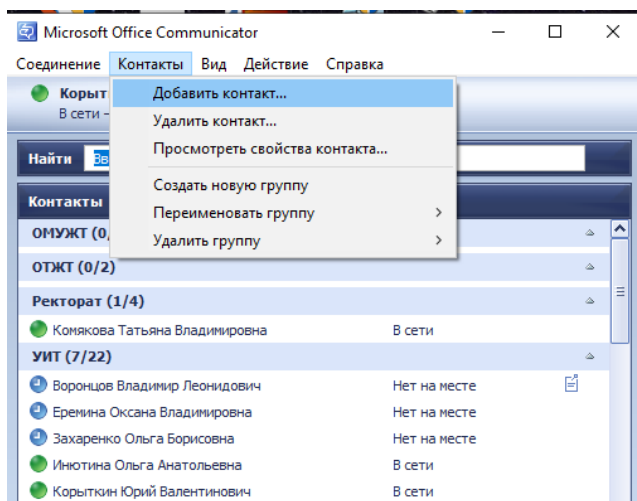 Microsoft Office Communicator
Соединение Контакты Вид Действие Справка
Добавить контакт...
В сети –
Удалить контакт...
Просмотреть свойства контакта...
Найти
Создать новую группу
Контакты
Переименовать группу
Удалить группу
ОМУЖТ (0
ОТЖТ (0/2)
Ректорат (1/4)
Комякова Татьяна Владимировна В сети
УИТ (7/22)
Воронцов Владимир Леонидович Нет на месте
Еремина Оксана Владимировна Нет на месте
Захаренко Ольга Борисовна Нет на месте
Инютина Ольга Анатольевна В сети
Корыткин Юрий Валентинович В сети